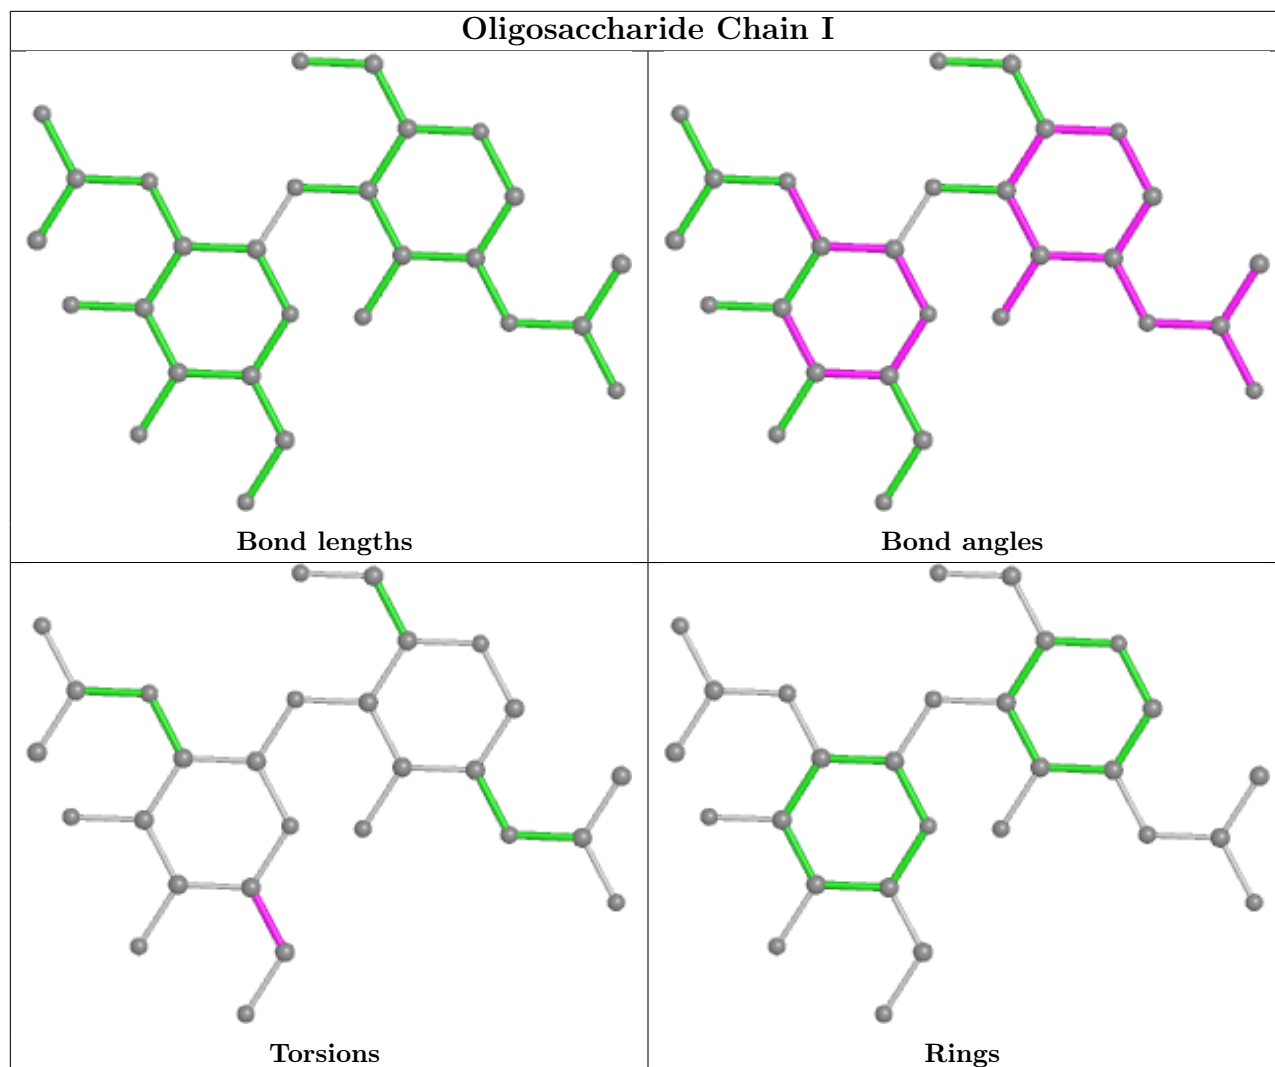 Oligosaccharide Chain I
Bond lengths
Bond angles
Torsions
Rings